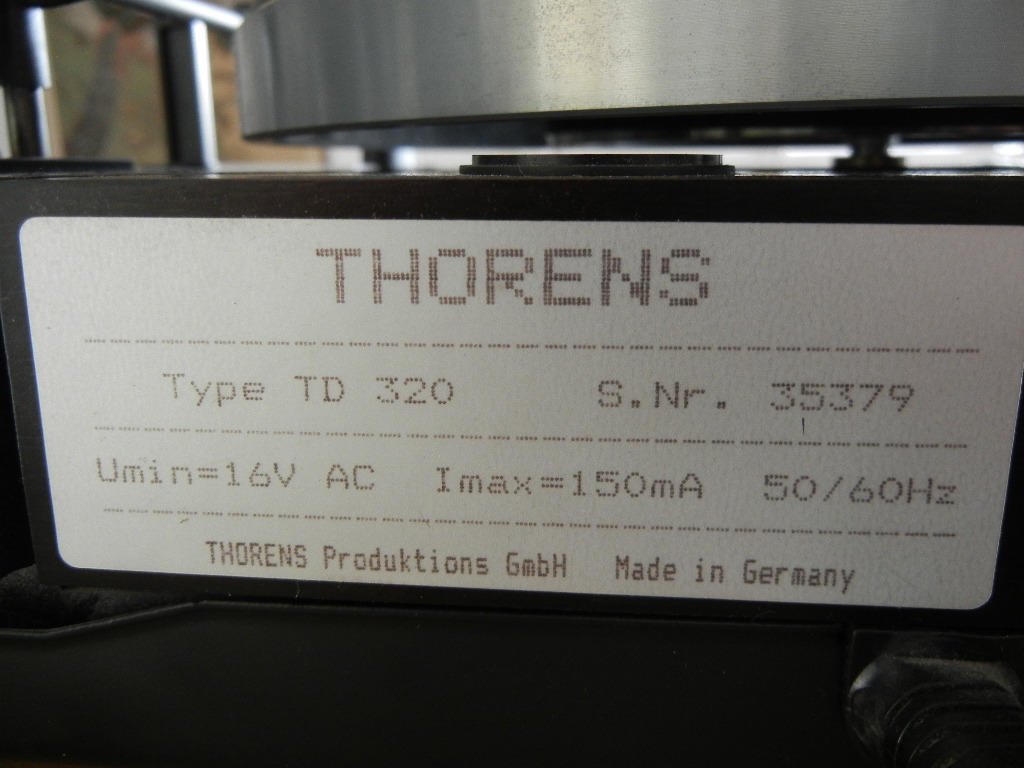 THORENS
Type TD 320 S.Nr. 35379
Umin=16V AC Imax=150mA 50/60Hz
THORENS Produktions GmbH Made in Germany